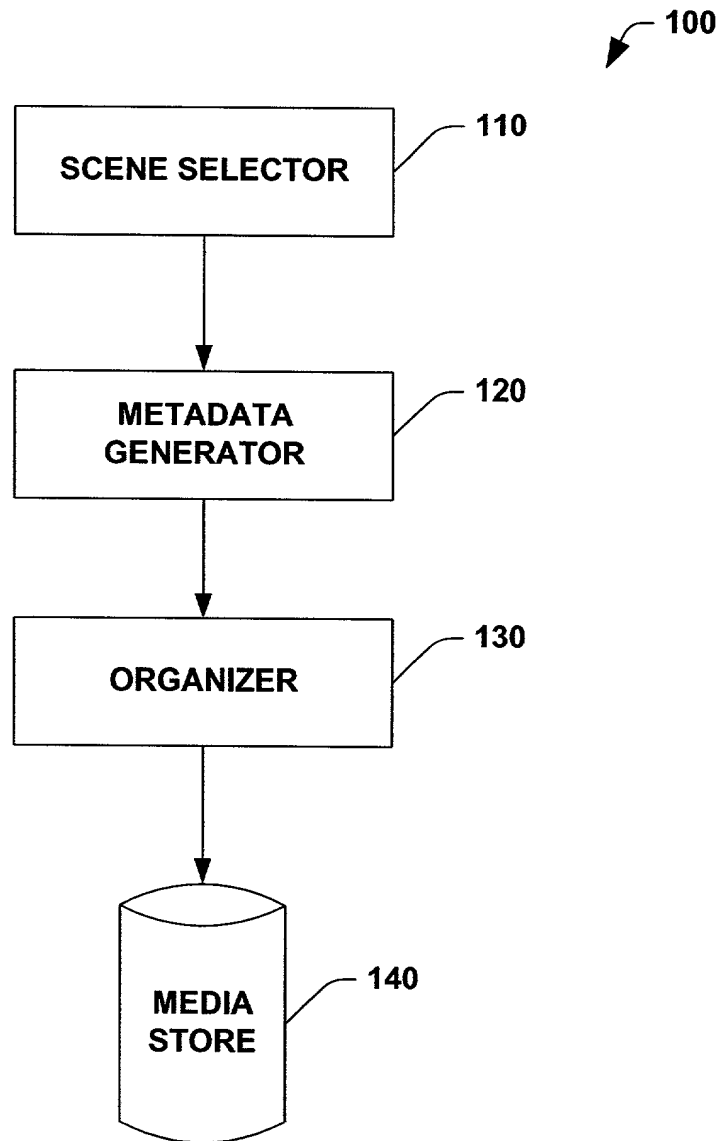 100
SCENE SELECTOR
110
METADATA
GENERATOR
120
ORGANIZER
130
MEDIA
STORE
140